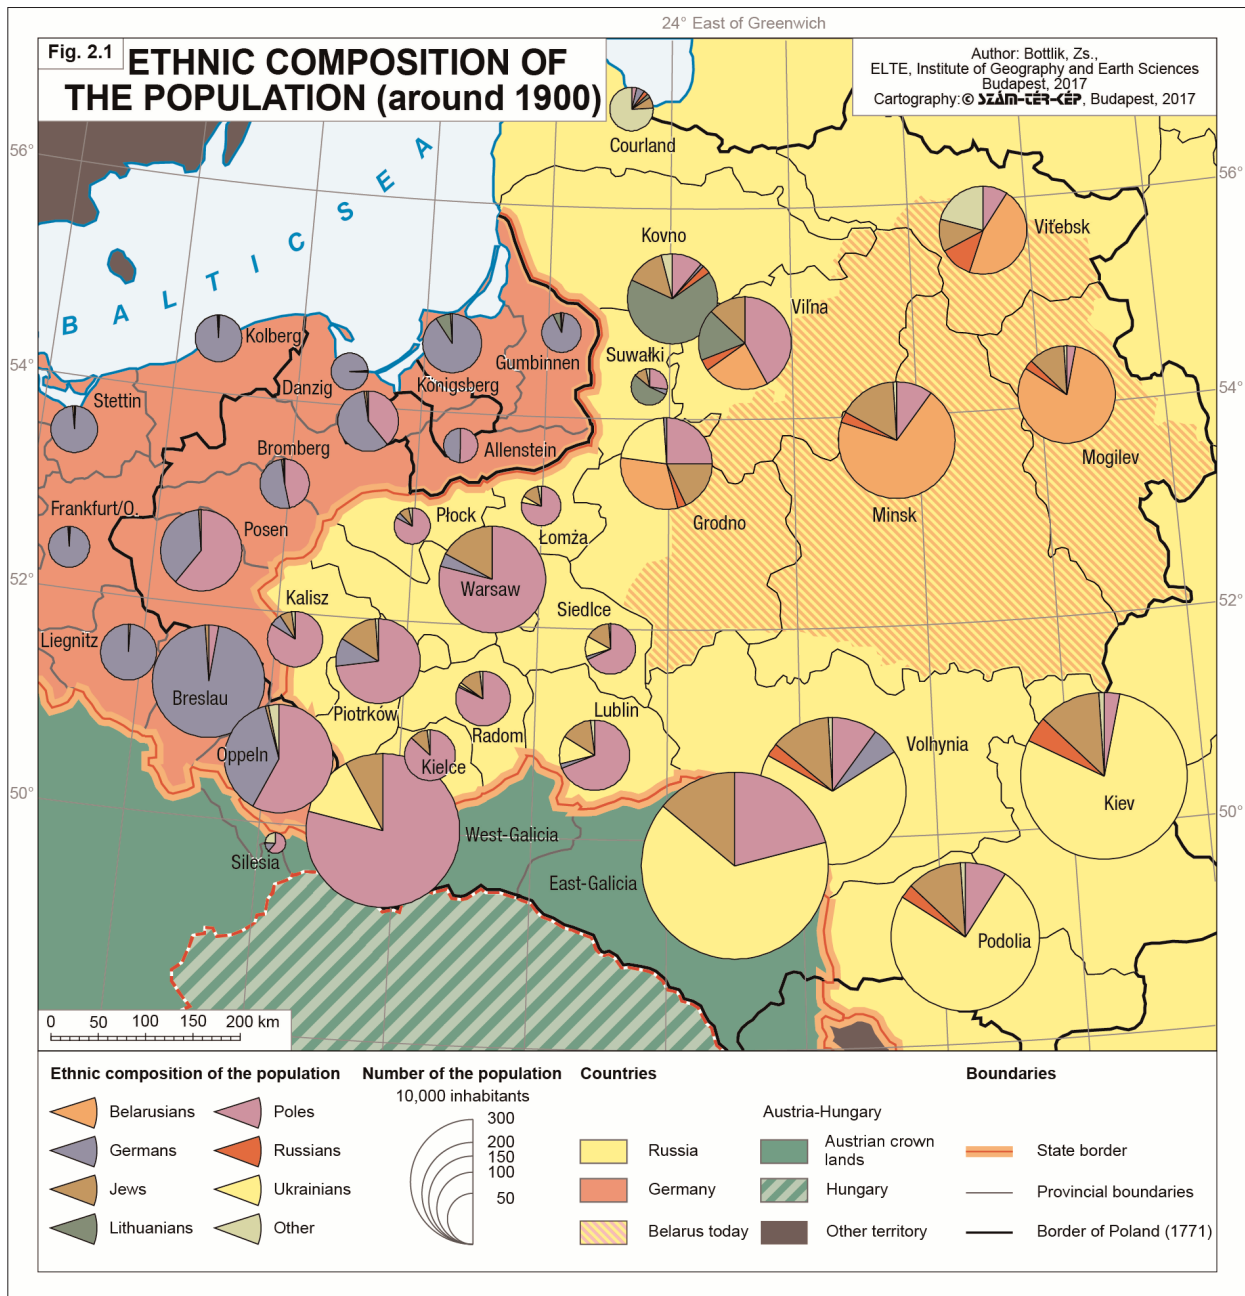 24° East of Greenwich
Fig. 2.1
ETHNIC COMPOSITION OF
THE POPULATION (around 1900)
Author: Bottlik, Zs.,
ELTE, Institute of Geography and Earth Sciences
Budapest, 2017
Cartography:© SZÁM-TÉR-KÉP, Budapest, 2017
56°
56°
54°
54°
52°
52°
50°
50°
BALTIC SEA
Courland
Viťebsk
Kovno
Viľna
Kolberg
Gumbinnen
Suwałki
Danzig
Königsberg
Stettin
Bromberg
Allenstein
Mogilev
Frankfurt/O.
Posen
Płock
Łomża
Grodno
Minsk
Warsaw
Kalisz
Siedlce
Liegnitz
Breslau
Piotrków
Radom
Lublin
Oppeln
Kielce
Volhynia
Kiev
West-Galicia
Silesia
East-Galicia
Podolia
0 50 100 150 200 km
Ethnic composition of the population
Belarusians
Germans
Jews
Lithuanians
Poles
Russians
Ukrainians
Other
Number of the population
10,000 inhabitants
300
200
150
100
50
Countries
Russia
Germany
Belarus today
Austria-Hungary
Austrian crown
lands
Hungary
Other territory
Boundaries
State border
Provincial boundaries
Border of Poland (1771)